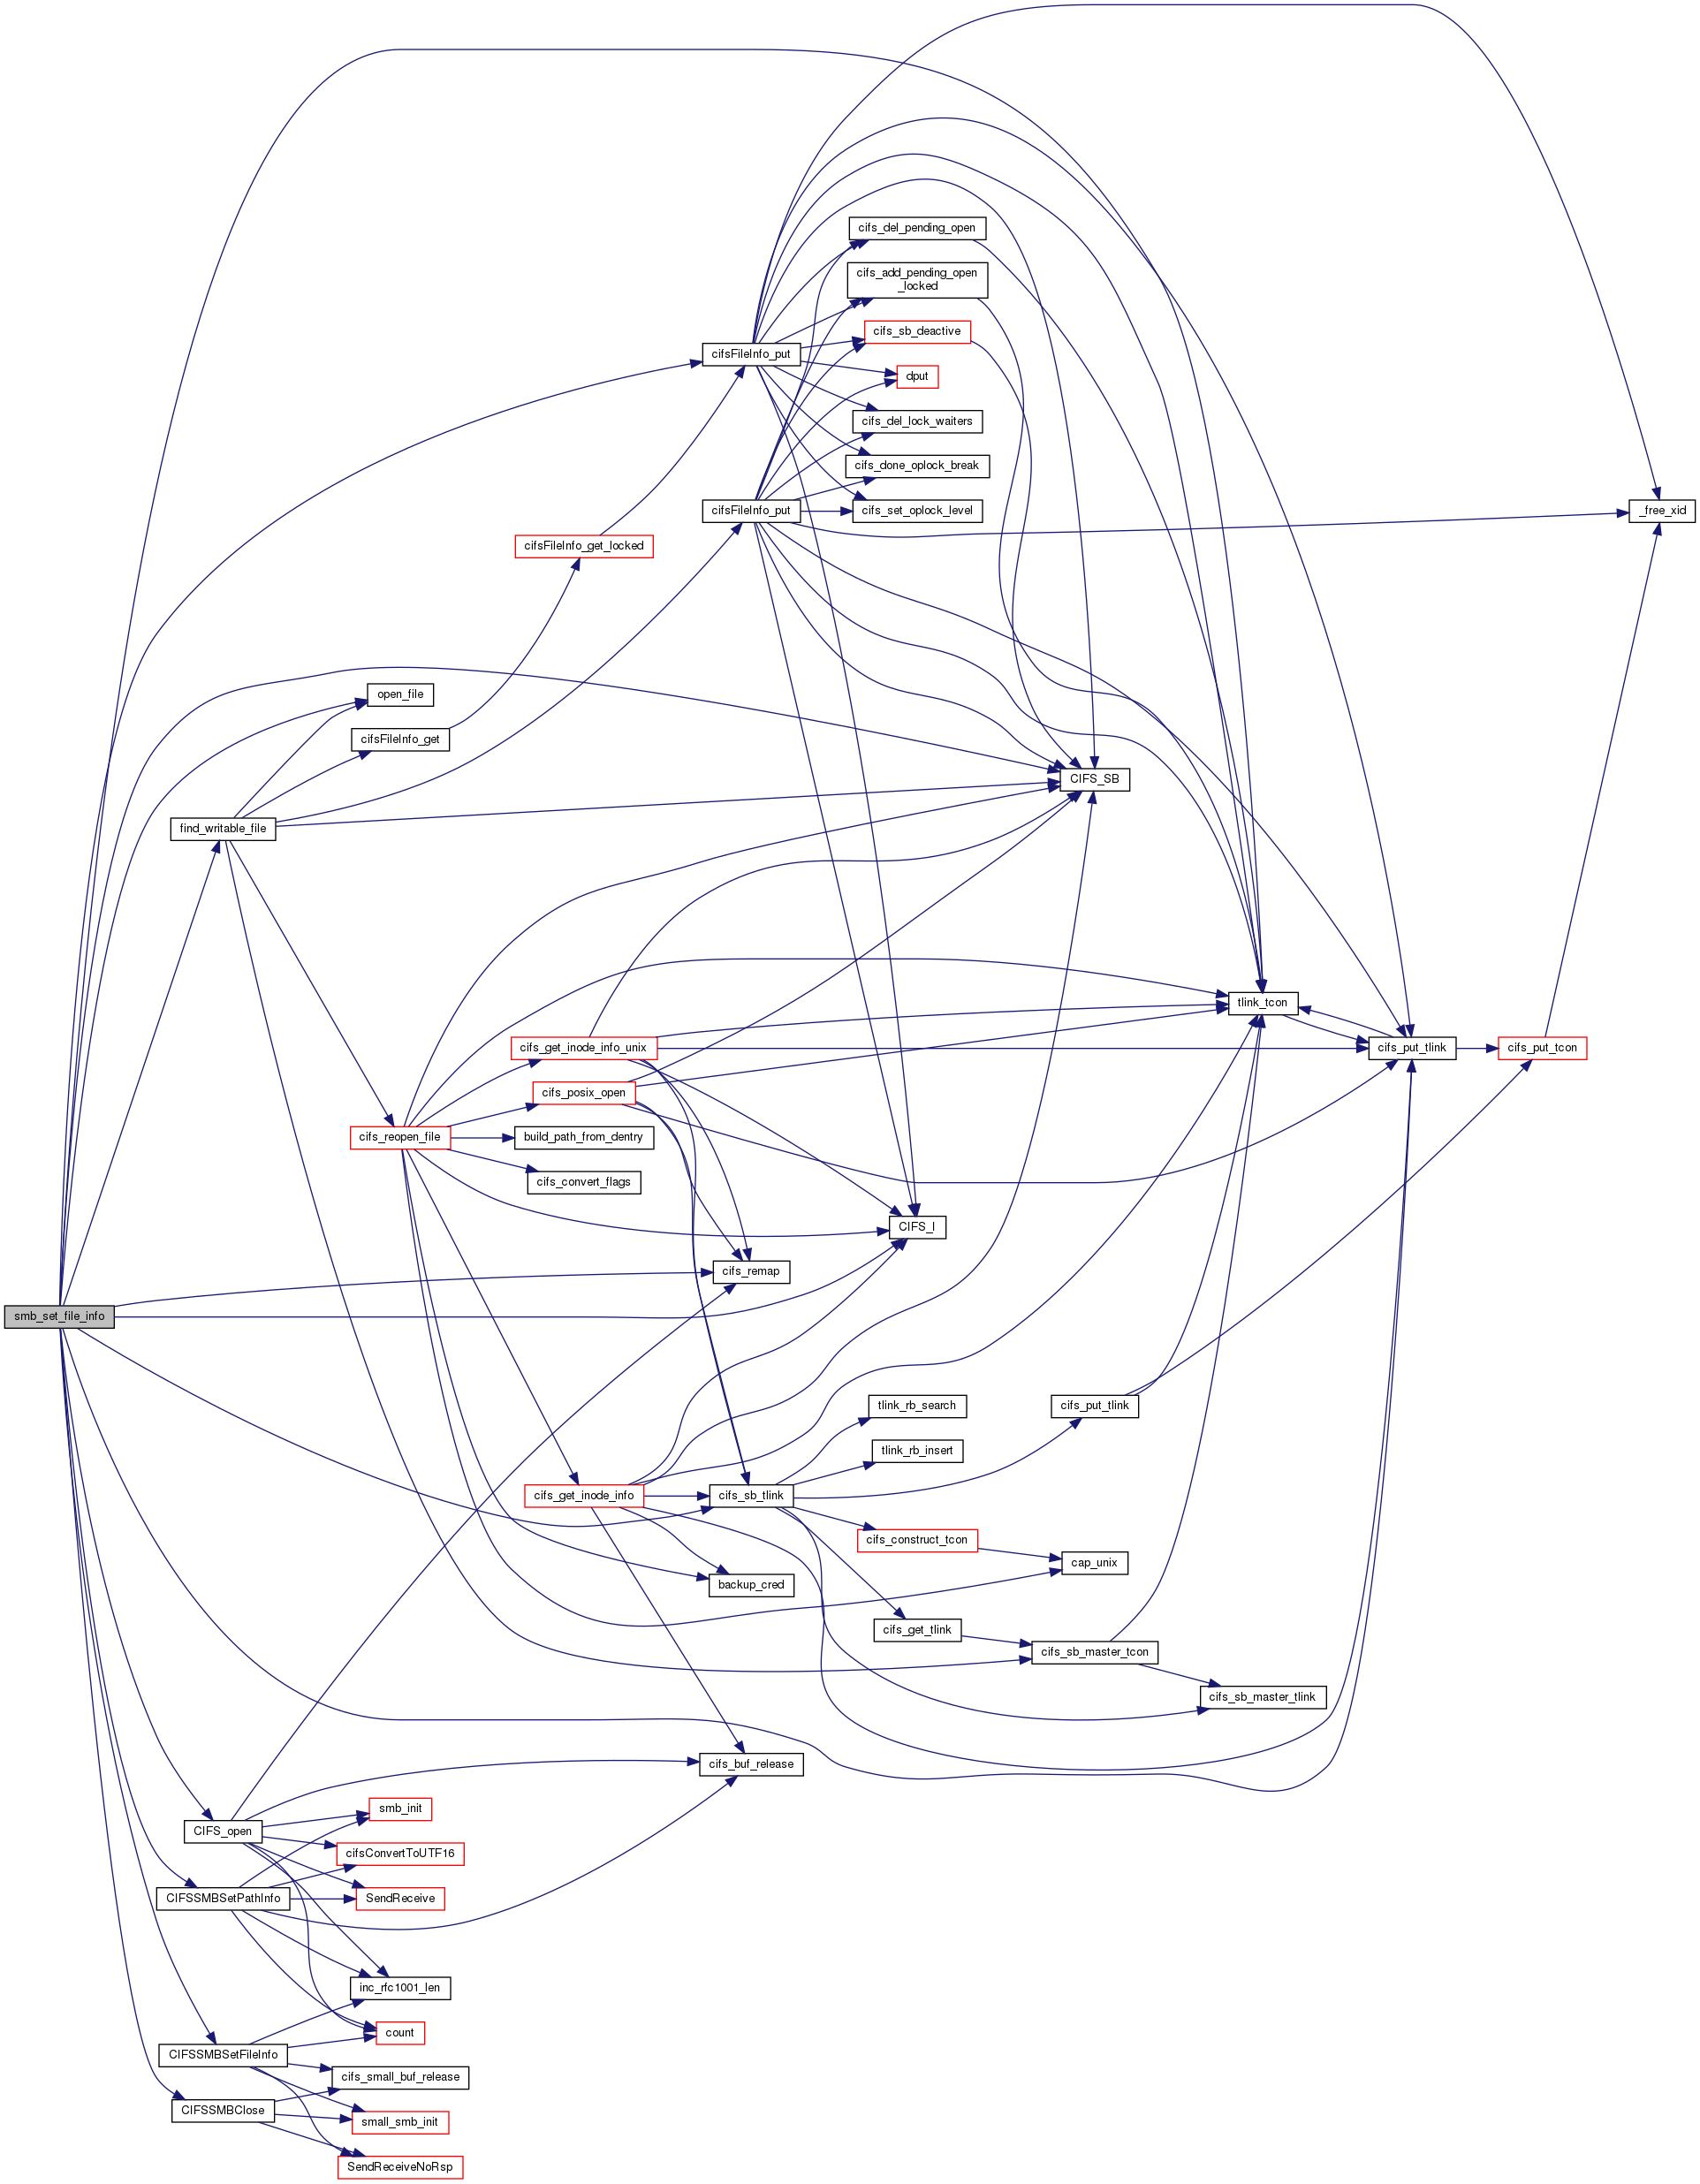 cifs_del_pending_open
cifs_add_pending_open
_locked
cifs_sb_deactive
cifsFileInfo_put
dput
cifs_del_lock_waiters
cifs_done_oplock_break
cifsFileInfo_put
cifs_set_oplock_level
_free_xid
cifsFileInfo_get_locked
open_file
cifsFileInfo_get
CIFS_SB
find_writable_file
tlink_tcon
cifs_get_inode_info_unix
cifs_put_tlink
cifs_put_tcon
cifs_posix_open
cifs_reopen_file
build_path_from_dentry
cifs_convert_flags
CIFS_I
cifs_remap
smb_set_file_info
tlink_rb_search
cifs_put_tlink
tlink_rb_insert
cifs_get_inode_info
cifs_sb_tlink
cifs_construct_tcon
cap_unix
backup_cred
cifs_get_tlink
cifs_sb_master_tcon
cifs_sb_master_tlink
cifs_buf_release
smb_init
CIFS_open
cifsConvertToUTF16
CIFSSMBSetPathInfo
SendReceive
inc_rfc1001_len
count
CIFSSMBSetFileInfo
cifs_small_buf_release
CIFSSMBClose
small_smb_init
SendReceiveNoRsp